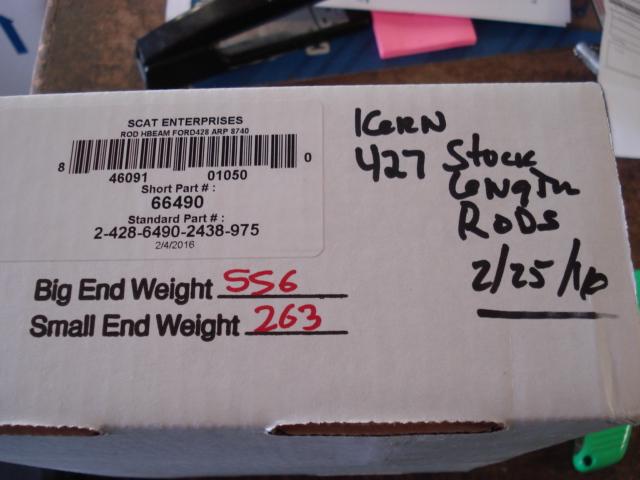 SCAT ENTERPRISES
ROD HBEAM FORD428 ARP 8740
8 46091 01050 0
Short Part # :
66490
Standard Part # :
2-428-6490-2438-975
2/4/2016
Big End Weight 556
Small End Weight 263
KERN
427 Stock
LENGTH
RODS
2/25/16